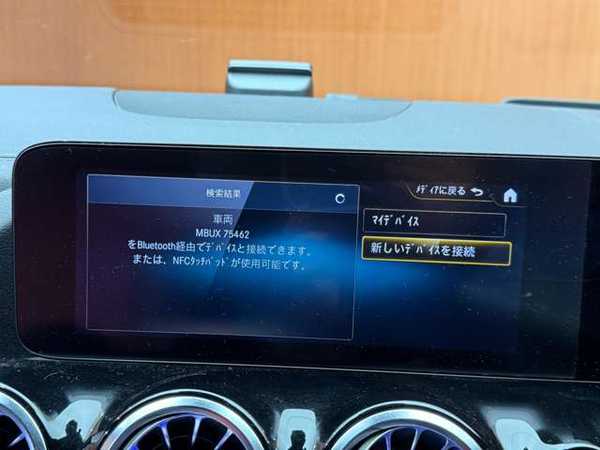 検索結果
車両
MBUX 75462
をBluetooth経由でﾃﾞﾊﾞｲｽと接続できます。
または、NFCﾀｯﾁﾊﾟｯﾄﾞが使用可能です。
ﾒﾃﾞｨｱに戻る
ﾏｲﾃﾞﾊﾞｲｽ
新しいﾃﾞﾊﾞｲｽを接続